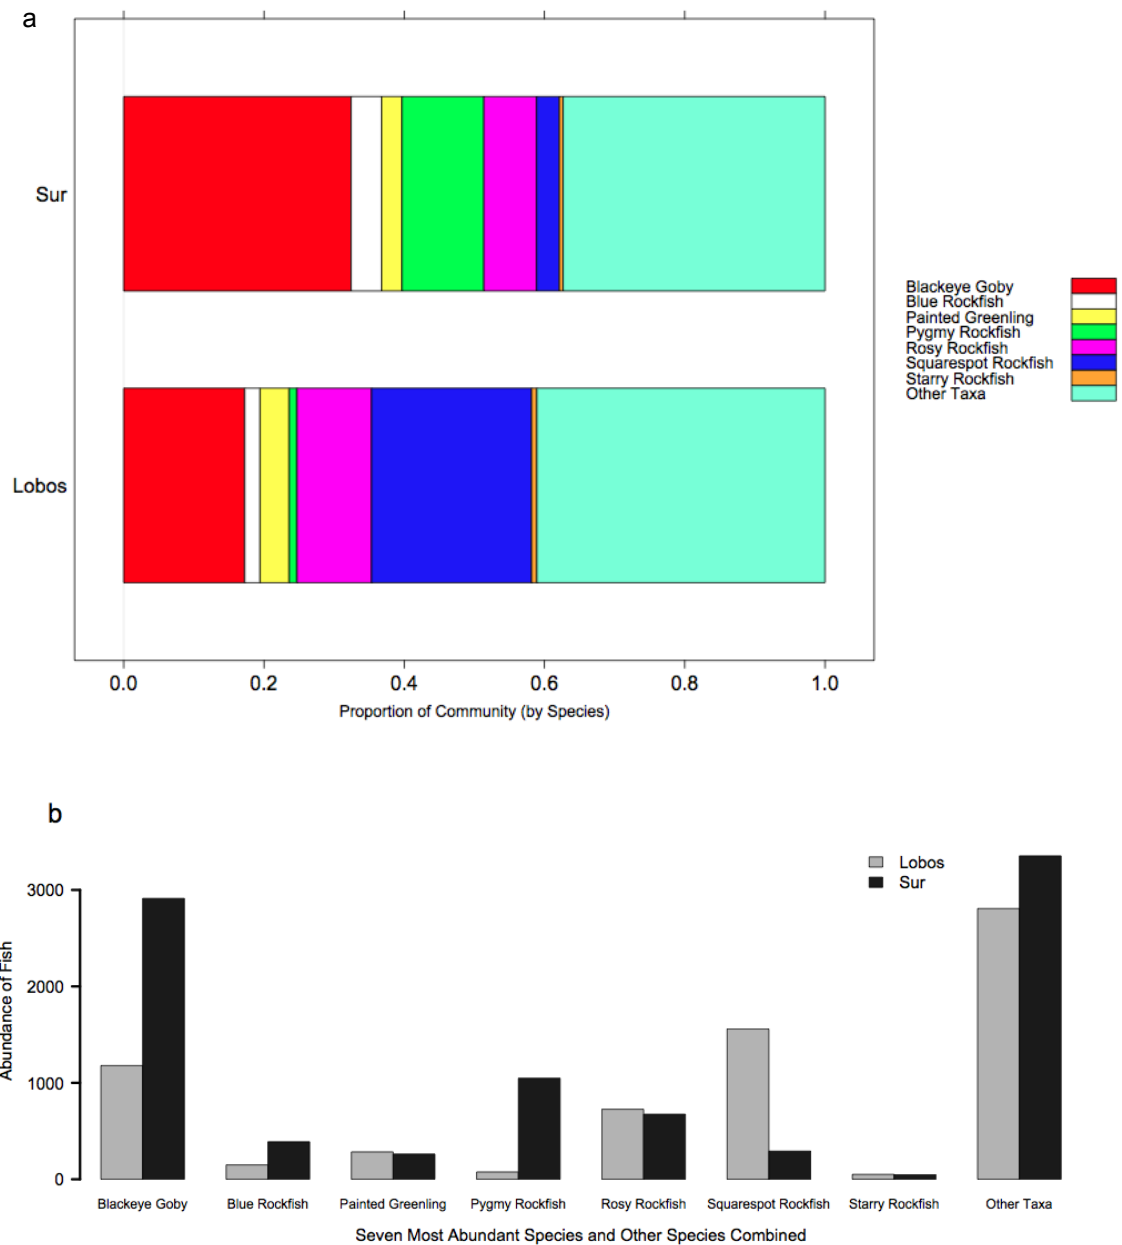 a
Sur
Lobos
Blackeye Goby
Blue Rockfish
Painted Greenling
Pygmy Rockfish
Rosy Rockfish
Squarespot Rockfish
Starry Rockfish
Other Taxa
0.0 0.2 0.4 0.6 0.8 1.0
Proportion of Community (by Species)
b
Lobos
Sur
Abundance of Fish
3000
2000
1000
0
Blackeye Goby Blue Rockfish Painted Greenling Pygmy Rockfish Rosy Rockfish Squarespot Rockfish Starry Rockfish Other Taxa
Seven Most Abundant Species and Other Species Combined